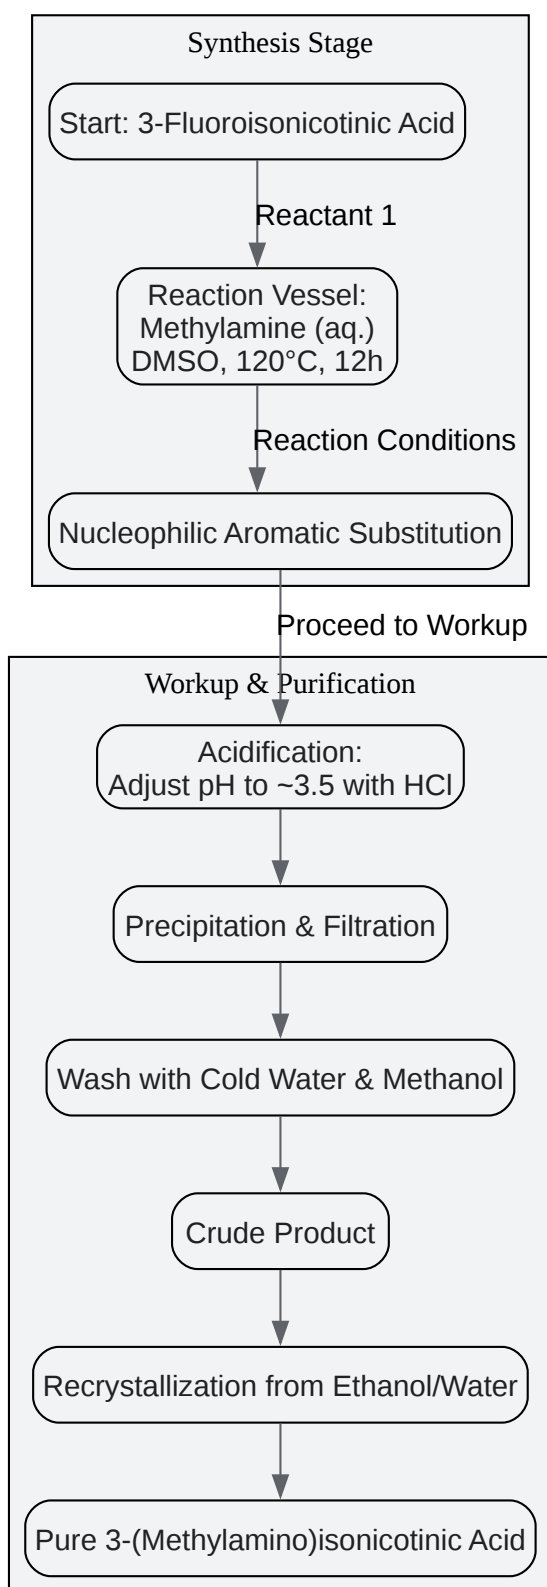 Synthesis Stage
Start: 3-Fluoroisonicotinic Acid
Reactant 1
Reaction Vessel:
Methylamine (aq.)
DMSO, 120°C, 12h
Reaction Conditions
Nucleophilic Aromatic Substitution
Proceed to Workup
Workup & Purification
Acidification:
Adjust pH to ~3.5 with HCl
Precipitation & Filtration
Wash with Cold Water & Methanol
Crude Product
Recrystallization from Ethanol/Water
Pure 3-(Methylamino)isonicotinic Acid